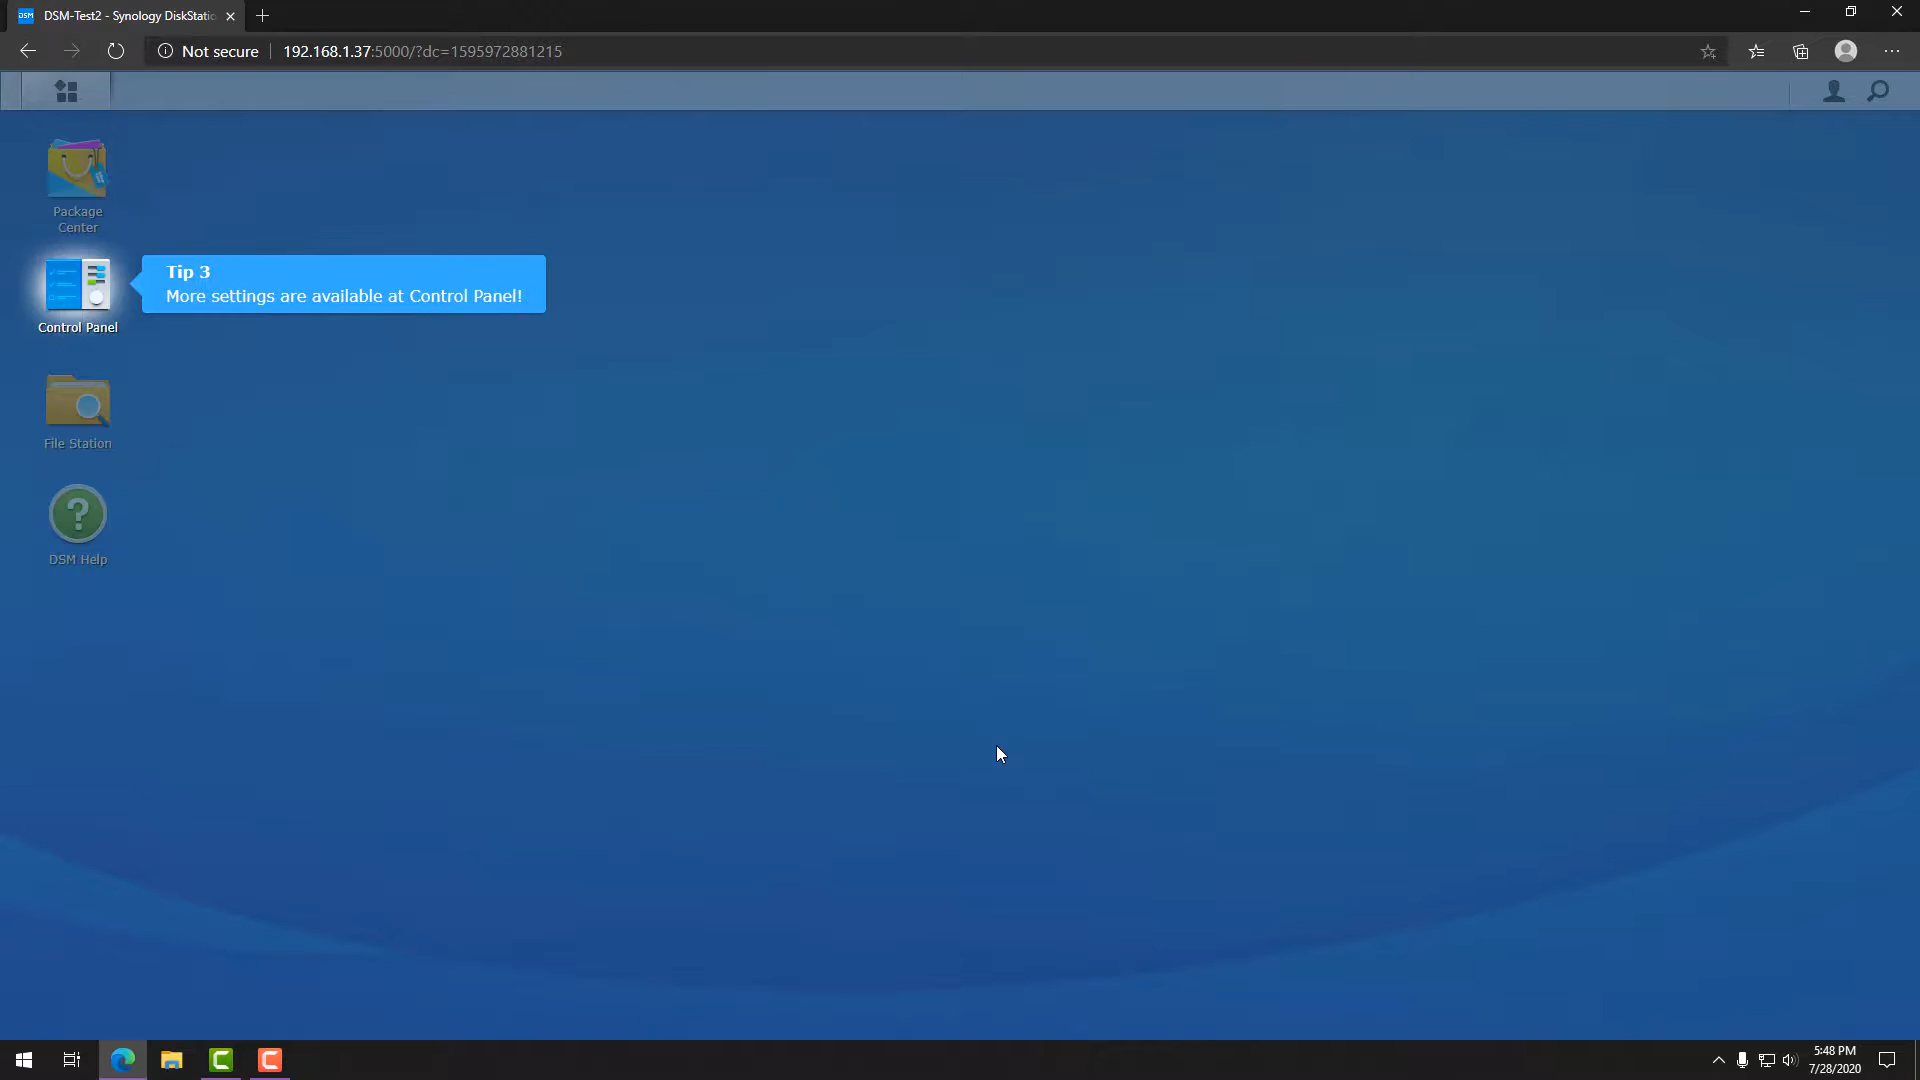 DSM-Test2 - Synology DiskStatio
Not secure
192.168.1.37:5000/?dc=1595972881215
Package
Center
Tip 3
More settings are available at Control Panel!
Control Panel
File Station
DSM Help
5:48 PM
7/28/2020